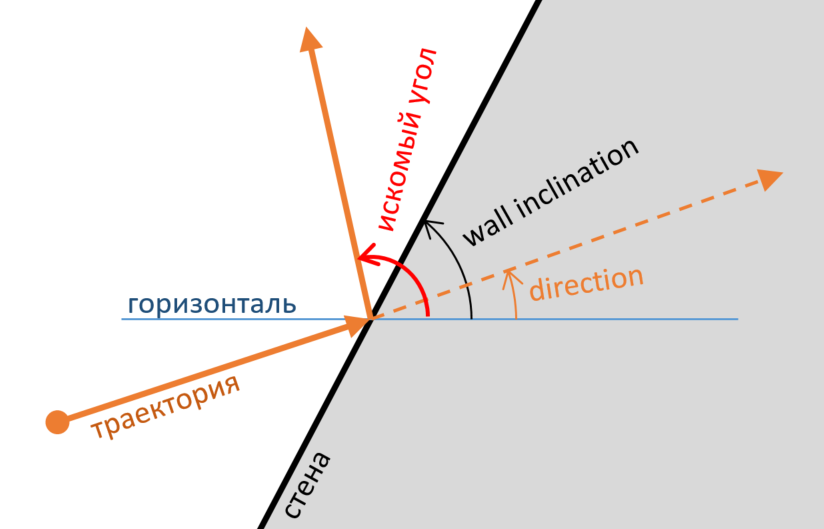 искомый угол
wall inclination
direction
горизонталь
траектория
стена